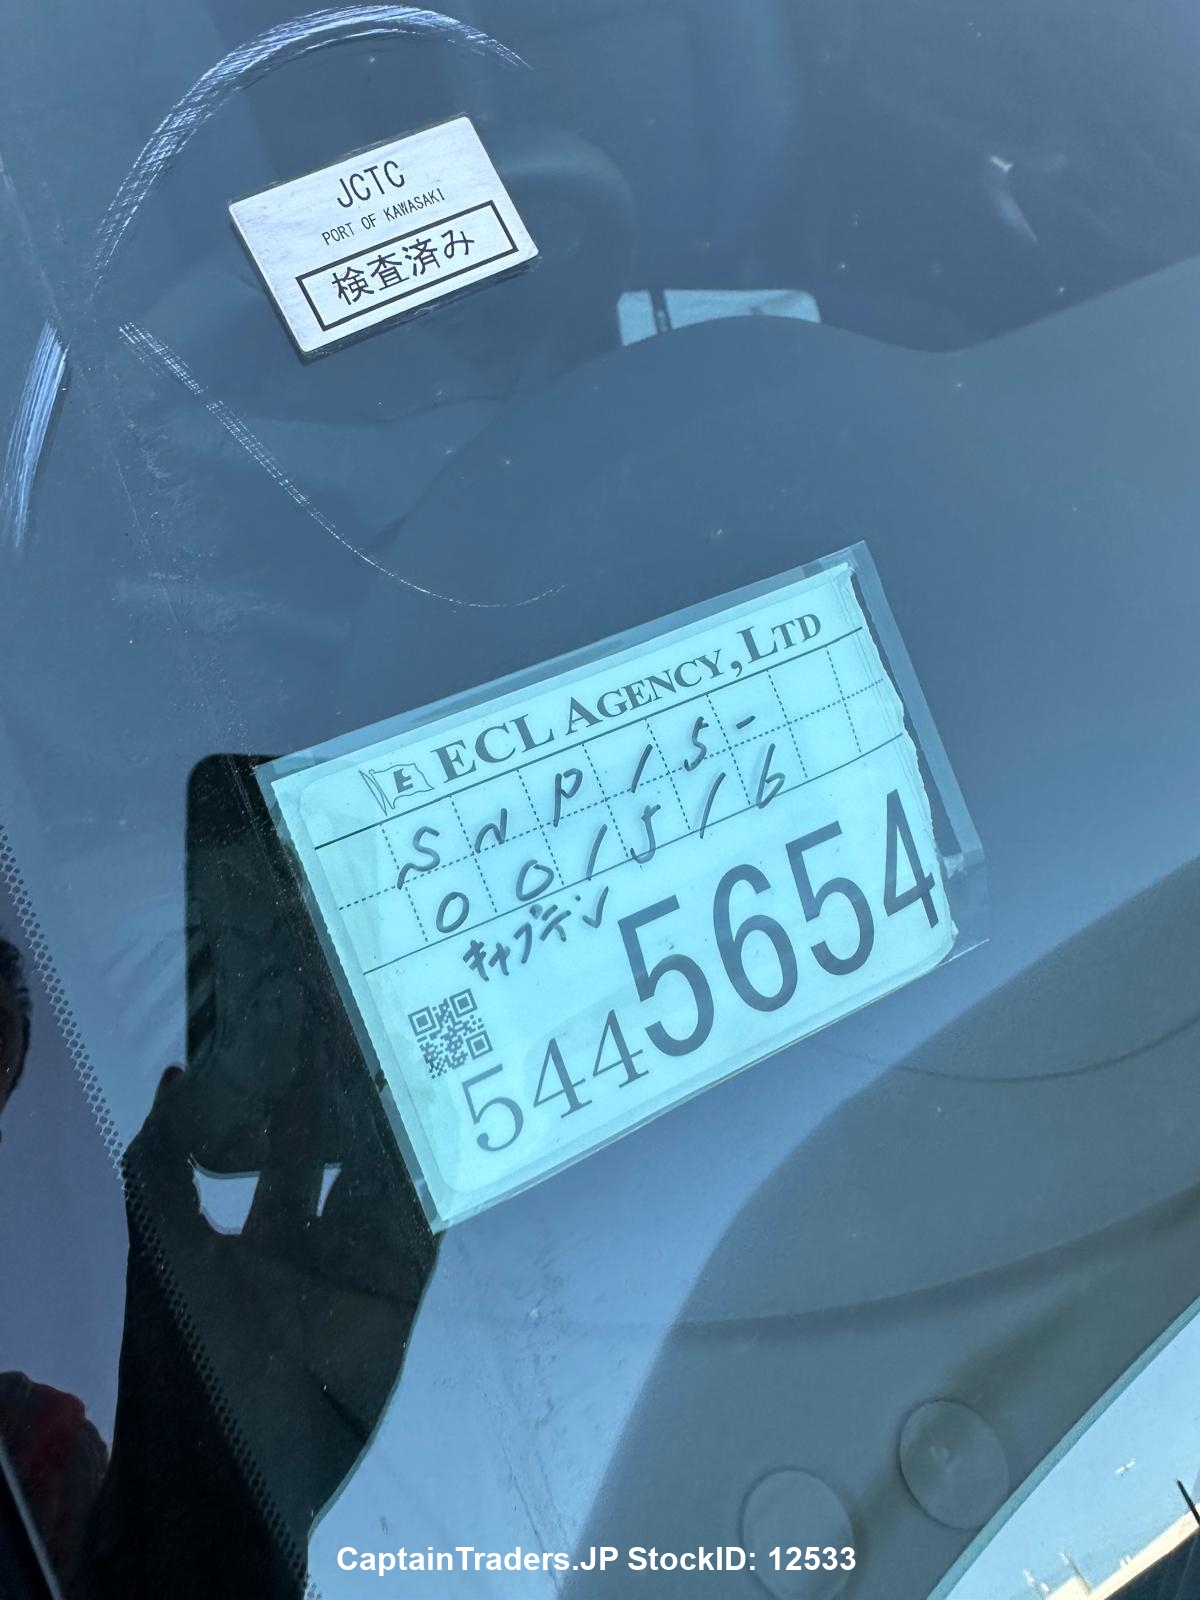 JCTC
PORT OF KAWASAKI
検査済み
E ECL AGENCY, LTD
SNP15-
001516
キャプテン
5445654
CaptainTraders.JP StockID: 12533